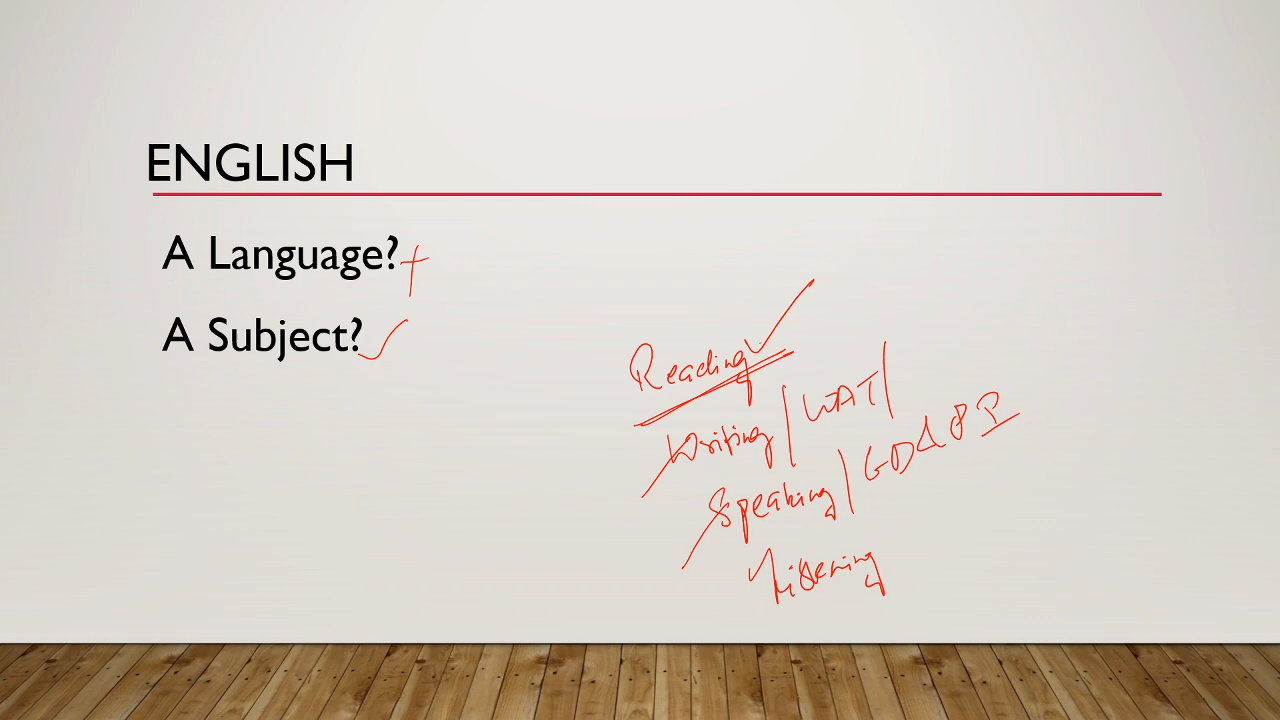 ENGLISH
A Language?
A Subject?
Reading
Writing / WAT /
Speaking / GD & PI
Listening